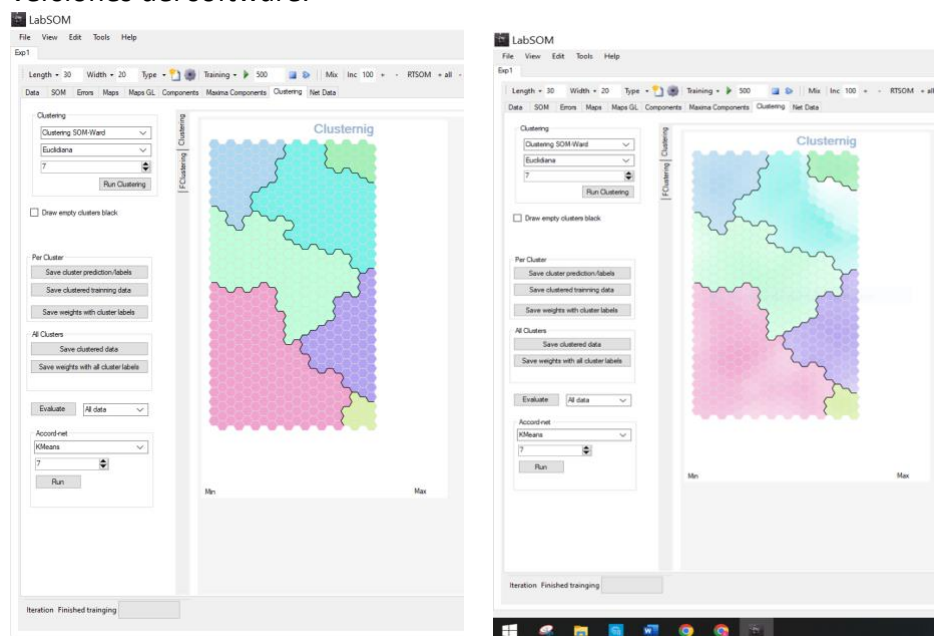 versiones del software.
LabSOM
File View Edit Tools Help
Exp1
Length - 30 Width - 20 Type - Training - 500 Mix Inc 100 + - RTSOM + all -
Data SOM Errors Maps Maps GL Components Maxima Components Clustering Net Data
Clustering
Clustering SOM-Ward
Euclidiana
7
Run Clustering
Draw empty clusters black
Per Cluster
Save cluster prediction/labels
Save clustered trainning data
Save weights with cluster labels
All Clusters
Save clustered data
Save weights with all cluster labels
Evaluate All data
Accord-net
KMeans
7
Run
Iteration Finished trainging
Clustering
FClustering
Clusternig
Min Max
LabSOM
File View Edit Tools Help
Exp1
Length - 30 Width - 20 Type - Training - 500 Mix Inc 100 + - RTSOM + all
Data SOM Errors Maps Maps GL Components Maxima Components Clustering Net Data
Clustering
Clustering SOM-Ward
Euclidiana
7
Run Clustering
Draw empty clusters black
Per Cluster
Save cluster prediction/labels
Save clustered trainning data
Save weights with cluster labels
All Clusters
Save clustered data
Save weights with all cluster labels
Evaluate All data
Accord-net
KMeans
7
Run
Iteration Finished trainging
Clustering
FClustering
Clusternig
Min Max